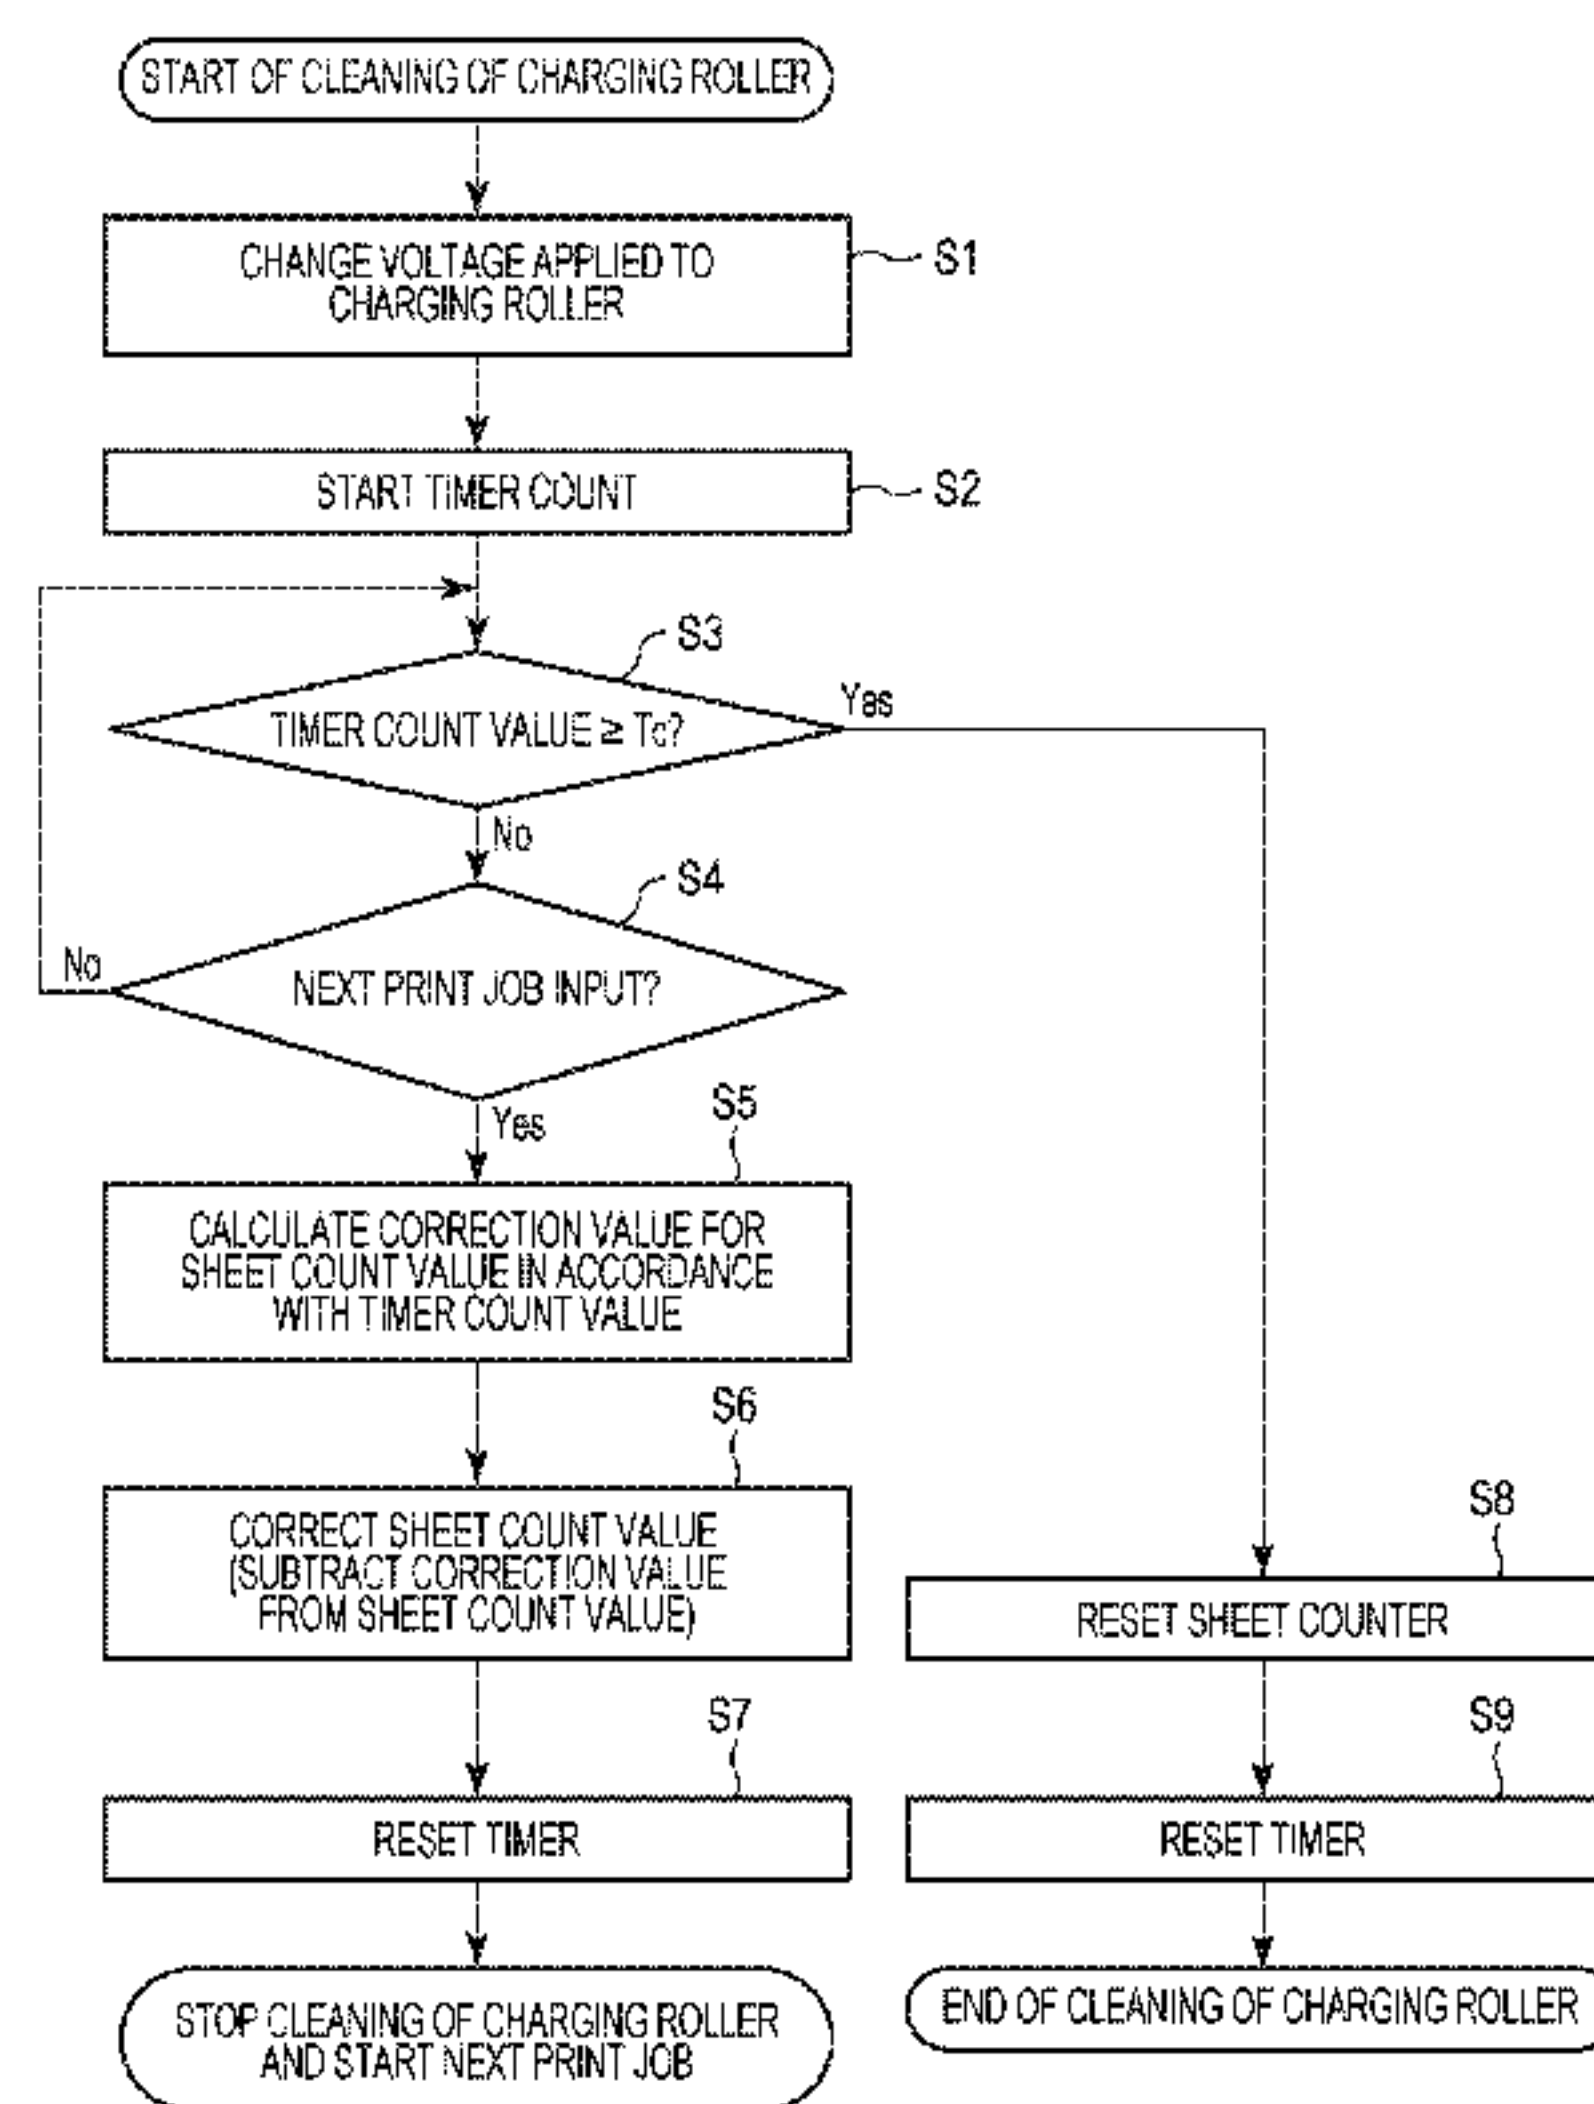 START OF CLEANING OF CHARGING ROLLER
CHANGE VOLTAGE APPLIED TO
CHARGING ROLLER
S1
START TIMER COUNT
S2
S3
TIMER COUNT VALUE ≥ Tc?
Yes
No
S4
NEXT PRINT JOB INPUT?
No
Yes
S5
CALCULATE CORRECTION VALUE FOR
SHEET COUNT VALUE IN ACCORDANCE
WITH TIMER COUNT VALUE
S6
CORRECT SHEET COUNT VALUE
(SUBTRACT CORRECTION VALUE
FROM SHEET COUNT VALUE)
S7
RESET TIMER
STOP CLEANING OF CHARGING ROLLER
AND START NEXT PRINT JOB
S8
RESET SHEET COUNTER
S9
RESET TIMER
END OF CLEANING OF CHARGING ROLLER